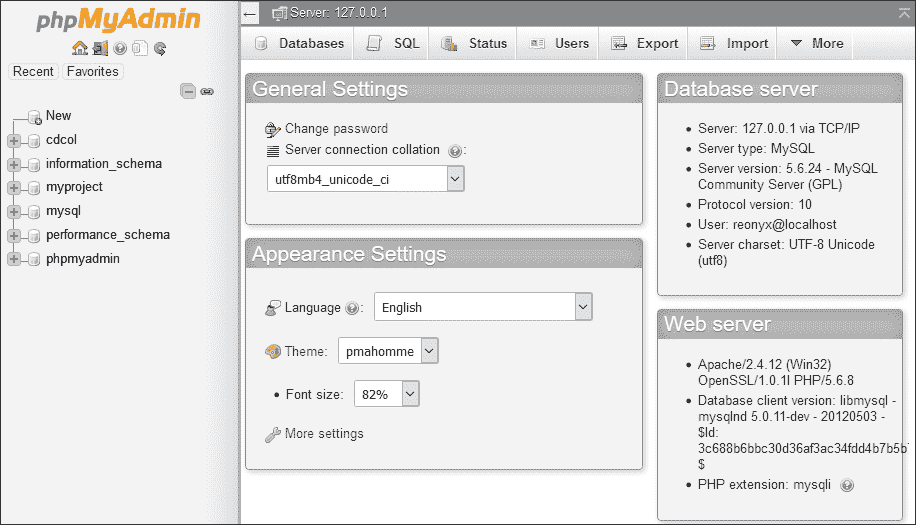 phpMyAdmin
Recent Favorites
New
cdcol
information_schema
myproject
mysql
performance_schema
phpmyadmin
Server: 127.0.0.1
Databases SQL Status Users Export Import More
General Settings
Change password
Server connection collation :
utf8mb4_unicode_ci
Appearance Settings
Language : English
Theme: pmahomme
• Font size: 82%
More settings
Database server
• Server: 127.0.0.1 via TCP/IP
• Server type: MySQL
• Server version: 5.6.24 - MySQL
Community Server (GPL)
• Protocol version: 10
• User: reonyx@localhost
• Server charset: UTF-8 Unicode
(utf8)
Web server
• Apache/2.4.12 (Win32)
OpenSSL/1.0.1l PHP/5.6.8
• Database client version: libmysql -
mysqlnd 5.0.11-dev - 20120503 -
$Id:
3c688b6bbc30d36af3ac34fdd4b7b5b7
$
• PHP extension: mysqli